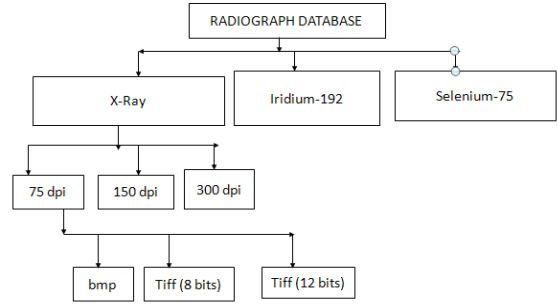 RADIOGRAPH DATABASE
X-Ray
Iridium-192
Selenium-75
75 dpi
150 dpi
300 dpi
bmp
Tiff (8 bits)
Tiff (12 bits)